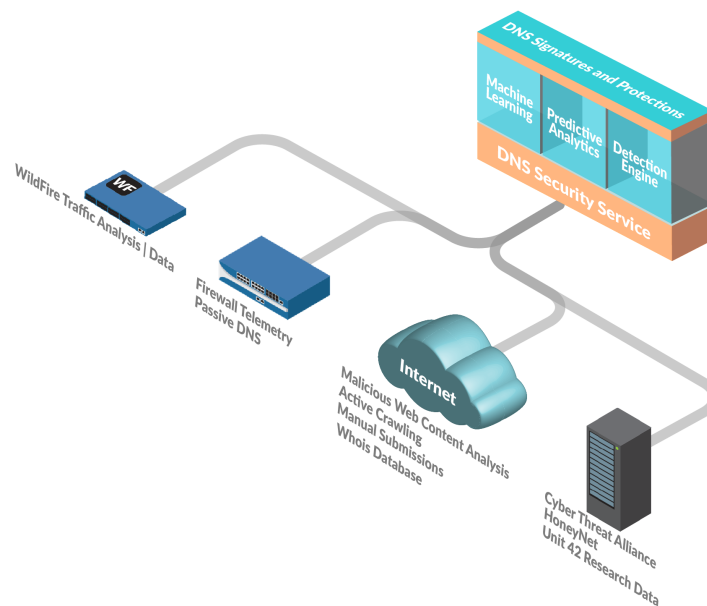 DNS Signatures and Protections
Machine
Learning
Predictive
Analytics
Detection
Engine
DNS Security Service
WF
WildFire Traffic Analysis | Data
Firewall Telemetry
Passive DNS
Internet
Malicious Web Content Analysis
Active Crawling
Manual Submissions
Whois Database
Cyber Threat Alliance
HoneyNet
Unit 42 Research Data